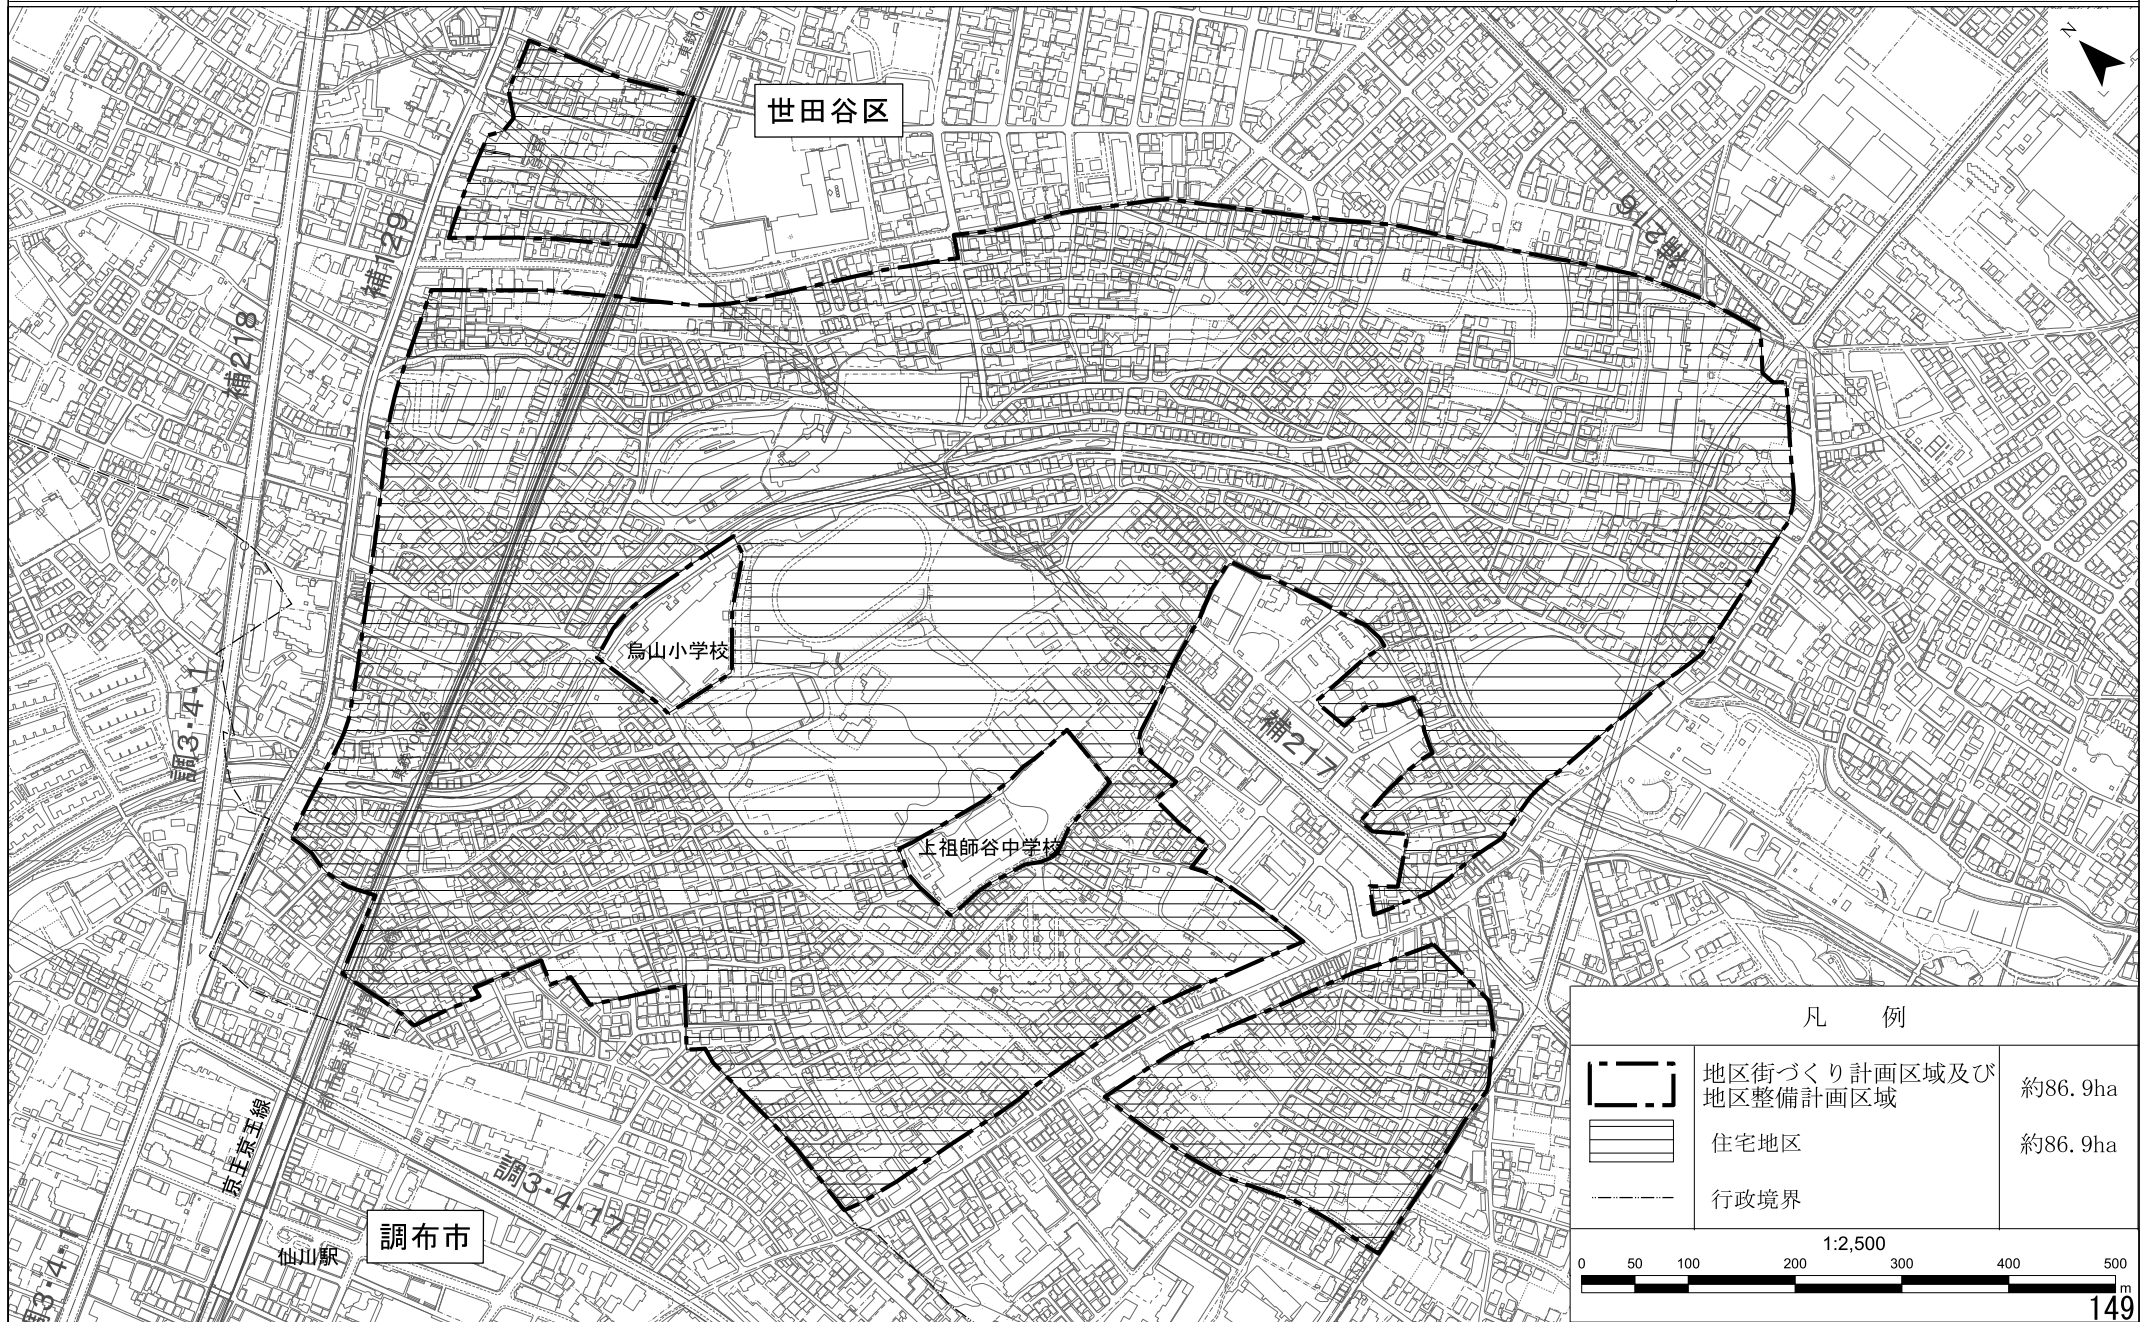 N
世田谷区
補216
補129
補218
烏山小学校
調3・4・11
補217
上祖師谷中学校
京王京王線
調3・4・17
調布市
仙川駅
凡 例
地区街づくり計画区域及び
地区整備計画区域
約86.9ha
住宅地区
約86.9ha
行政境界
1:2,500
0 50 100 200 300 400 500
m
149